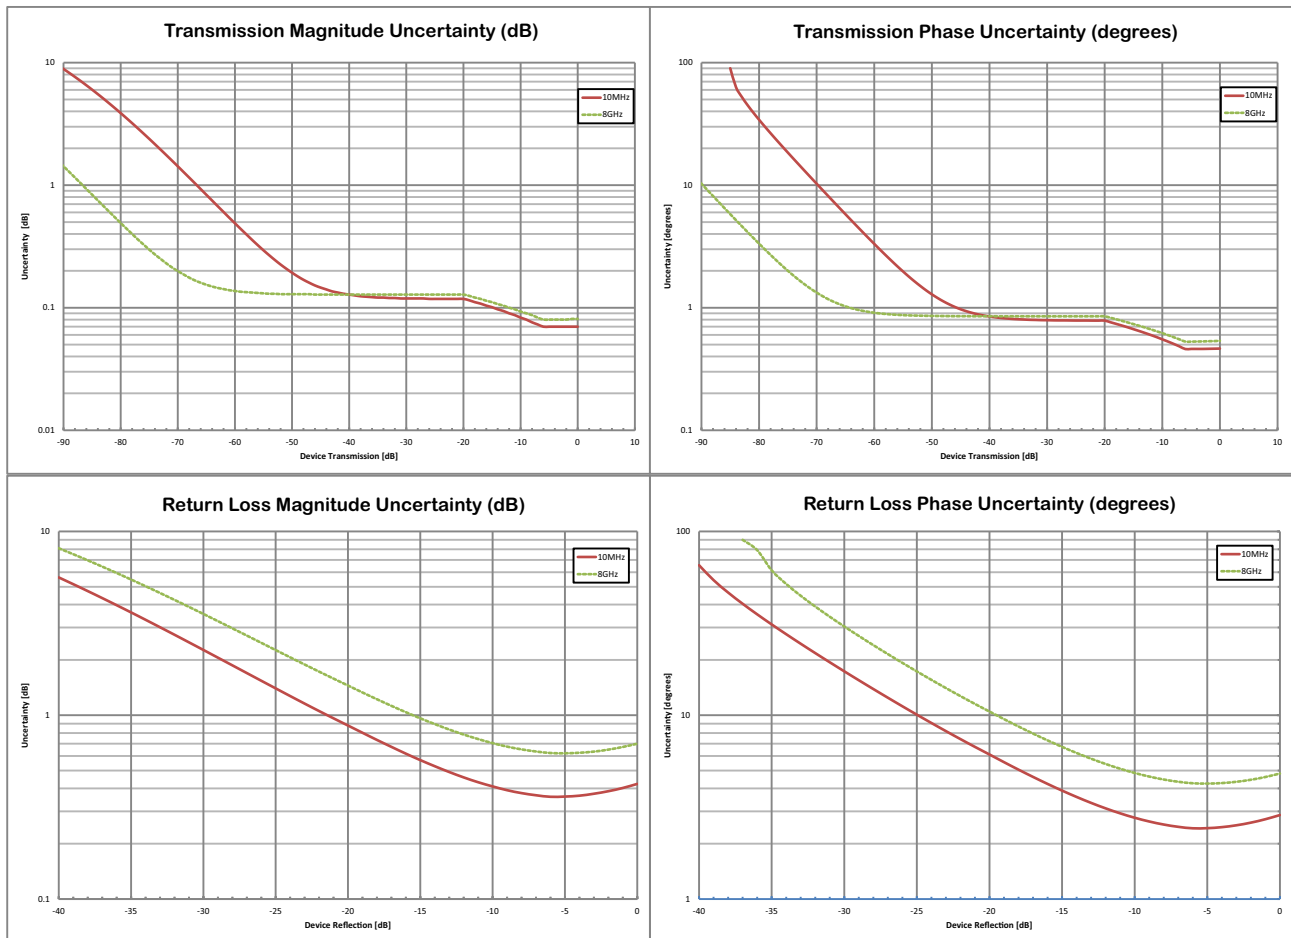 Transmission Magnitude Uncertainty (dB)
10
1
0.1
0.01
Uncertainty [dB]
10MHz
8GHz
-90 -80 -70 -60 -50 -40 -30 -20 -10 0 10
Device Transmission [dB]
Transmission Phase Uncertainty (degrees)
100
10
1
0.1
Uncertainty [degrees]
10MHz
8GHz
-90 -80 -70 -60 -50 -40 -30 -20 -10 0 10
Device Transmission [dB]
Return Loss Magnitude Uncertainty (dB)
10
1
0.1
Uncertainty [dB]
10MHz
8GHz
-40 -35 -30 -25 -20 -15 -10 -5 0
Device Reflection [dB]
Return Loss Phase Uncertainty (degrees)
100
10
1
Uncertainty [degrees]
10MHz
8GHz
-40 -35 -30 -25 -20 -15 -10 -5 0
Device Reflection [dB]